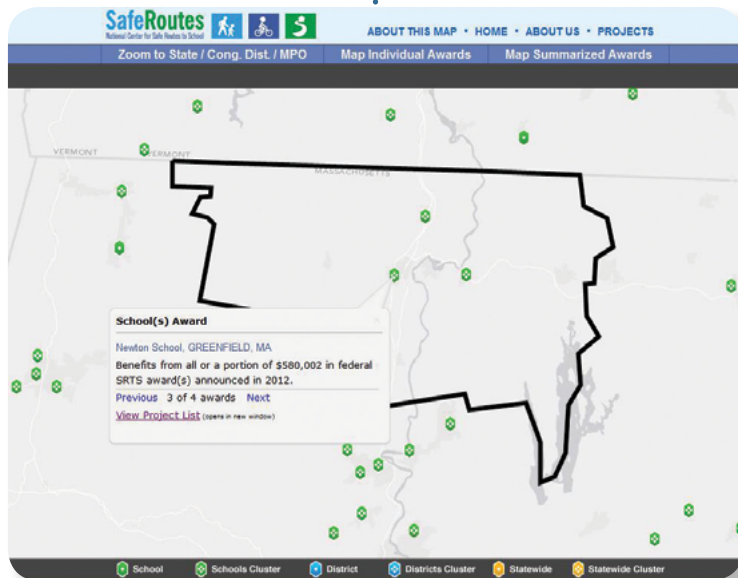 SafeRoutes
National Center for Safe Routes to School
ABOUT THIS MAP • HOME • ABOUT US • PROJECTS
Zoom to State / Cong. Dist. / MPO Map Individual Awards Map Summarized Awards
VERMONT
VERMONT
MASSACHUSETTS
School(s) Award
Newton School, GREENFIELD, MA
Benefits from all or a portion of $580,002 in federal
SRTS award(s) announced in 2012.
Previous 3 of 4 awards Next
View Project List (opens in new window)
School Schools Cluster District Districts Cluster Statewide Statewide Cluster